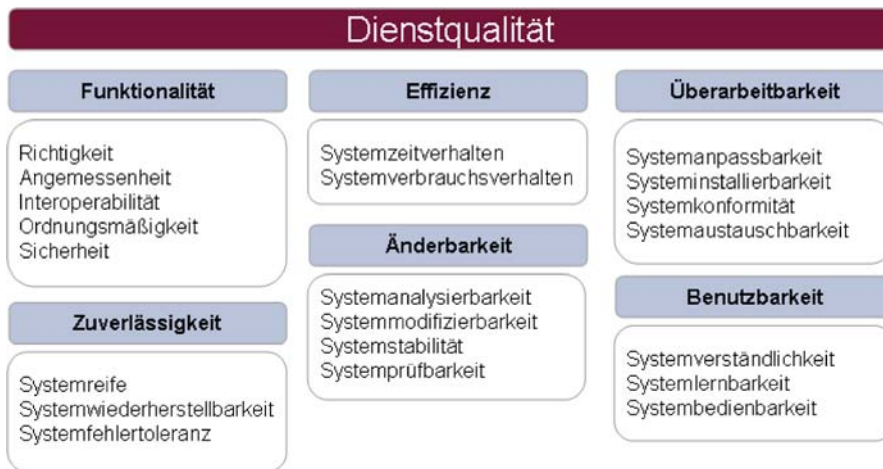 Dienstqualität
Funktionalität
Richtigkeit
Angemessenheit
Interoperabilität
Ordnungsmäßigkeit
Sicherheit
Zuverlässigkeit
Systemreife
Systemwiederherstellbarkeit
Systemfehlertoleranz
Effizienz
Systemzeitverhalten
Systemverbrauchsverhalten
Änderbarkeit
Systemanalysierbarkeit
Systemmodifizierbarkeit
Systemstabilität
Systemprüfbarkeit
Überarbeitbarkeit
Systemanpassbarkeit
Systeminstallierbarkeit
Systemkonformität
Systemaustauschbarkeit
Benutzbarkeit
Systemverständlichkeit
Systemlernbarkeit
Systembedienbarkeit